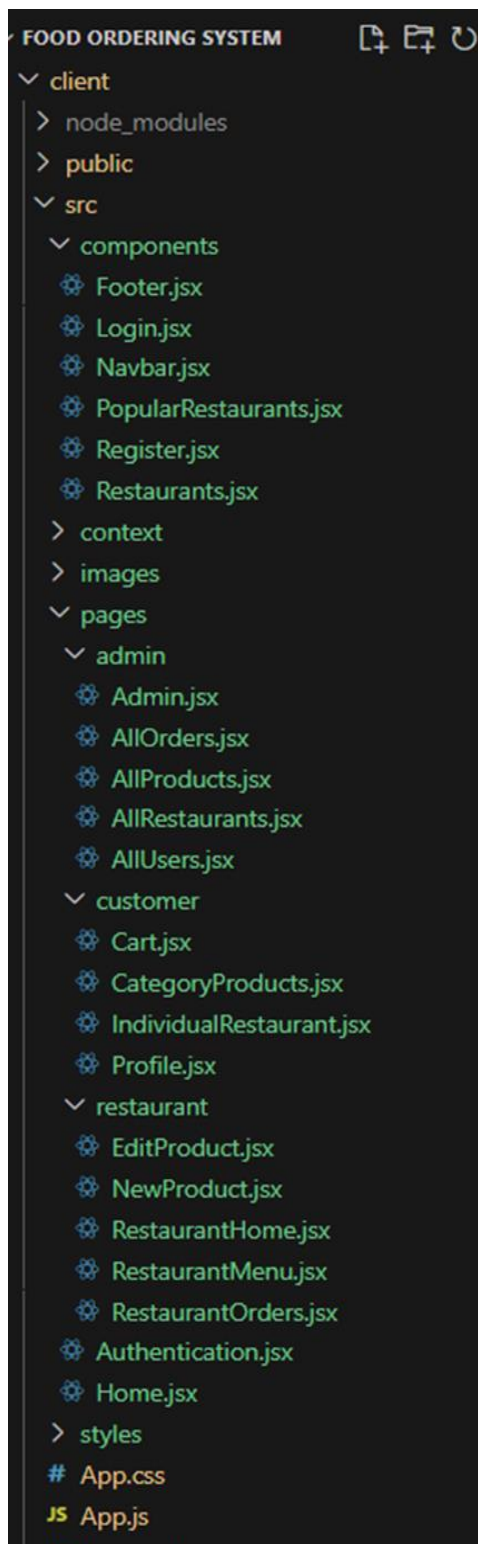 FOOD ORDERING SYSTEM
client
node_modules
public
src
components
Footer.jsx
Login.jsx
Navbar.jsx
PopularRestaurants.jsx
Register.jsx
Restaurants.jsx
context
images
pages
admin
Admin.jsx
AllOrders.jsx
AllProducts.jsx
AllRestaurants.jsx
AllUsers.jsx
customer
Cart.jsx
CategoryProducts.jsx
IndividualRestaurant.jsx
Profile.jsx
restaurant
EditProduct.jsx
NewProduct.jsx
RestaurantHome.jsx
RestaurantMenu.jsx
RestaurantOrders.jsx
Authentication.jsx
Home.jsx
styles
# App.css
JS App.js